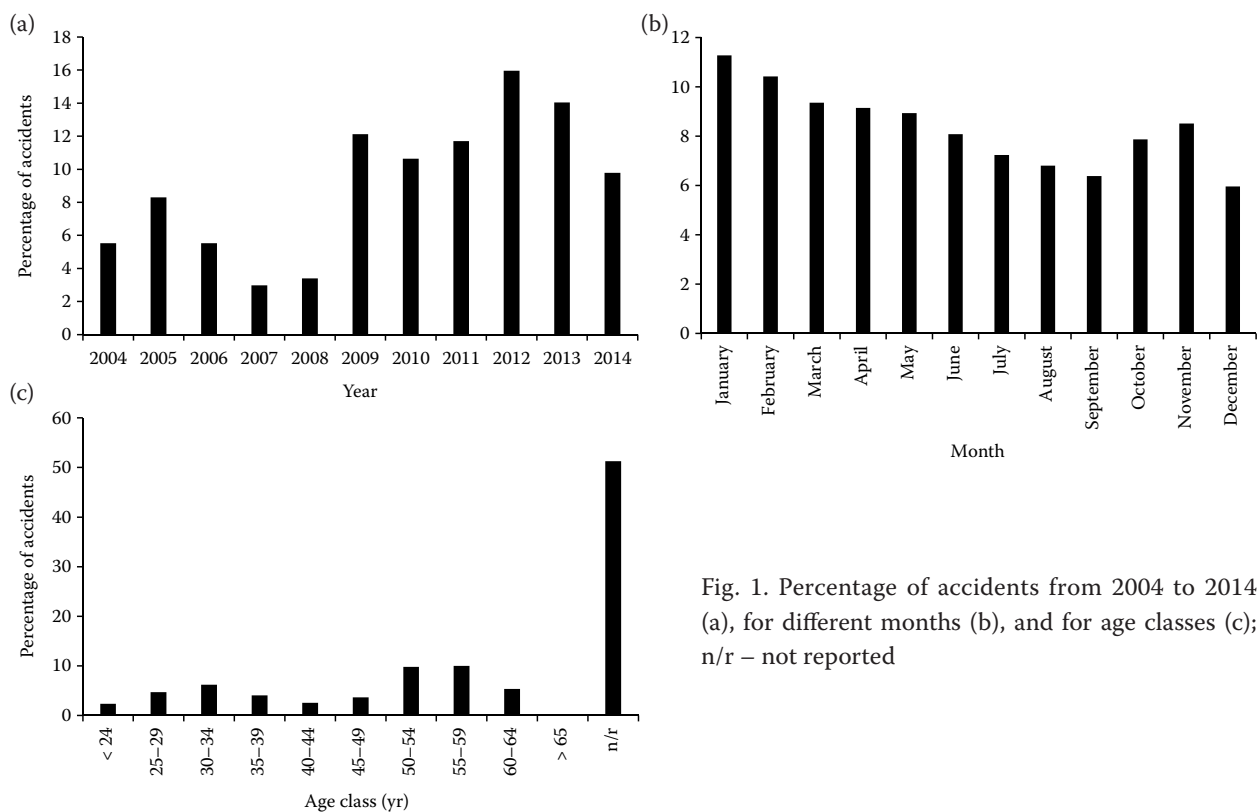 (a)
Percentage of accidents
18
16
14
12
10
8
6
4
2
0
2004 2005 2006 2007 2008 2009 2010 2011 2012 2013 2014
Year
(b)
12
10
8
6
4
2
0
January
February
March
April
May
June
July
August
September
October
November
December
Month
(c)
Percentage of accidents
60
50
40
30
20
10
0
< 24
25–29
30–34
35–39
40–44
45–49
50–54
55–59
60–64
> 65
n/r
Age class (yr)
Fig. 1. Percentage of accidents from 2004 to 2014
(a), for different months (b), and for age classes (c);
n/r – not reported